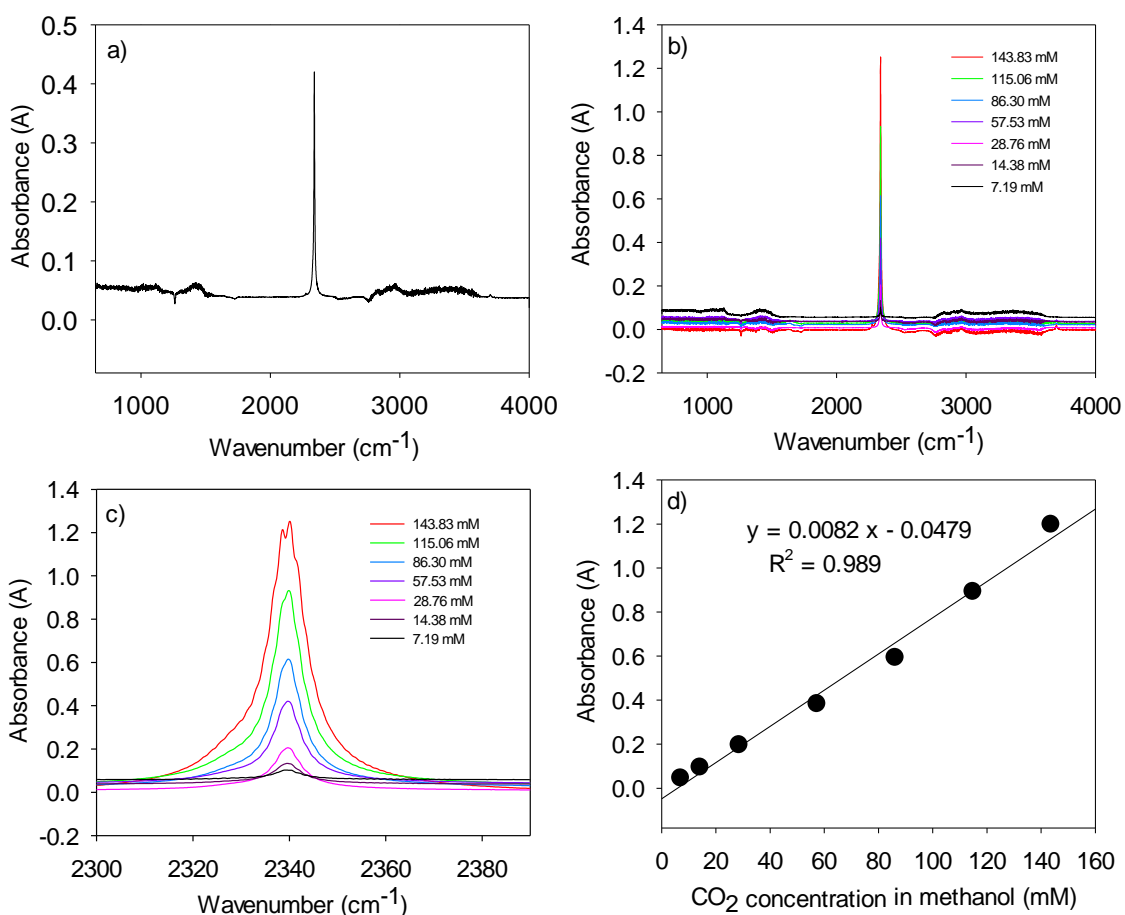 a)
0.5
0.4
0.3
0.2
0.1
0.0
Absorbance (A)
1000 2000 3000 4000
Wavenumber (cm-1)
b)
1.4
1.2
1.0
0.8
0.6
0.4
0.2
0.0
-0.2
Absorbance (A)
143.83 mM
115.06 mM
86.30 mM
57.53 mM
28.76 mM
14.38 mM
7.19 mM
1000 2000 3000 4000
Wavenumber (cm-1)
c)
1.4
1.2
1.0
0.8
0.6
0.4
0.2
0.0
-0.2
Absorbance (A)
143.83 mM
115.06 mM
86.30 mM
57.53 mM
28.76 mM
14.38 mM
7.19 mM
2300 2320 2340 2360 2380
Wavenumber (cm-1)
d)
1.4
1.2
1.0
0.8
0.6
0.4
0.2
0.0
Absorbance (A)
y = 0.0082 x - 0.0479
R2 = 0.989
0 20 40 60 80 100 120 140 160
CO2 concentration in methanol (mM)